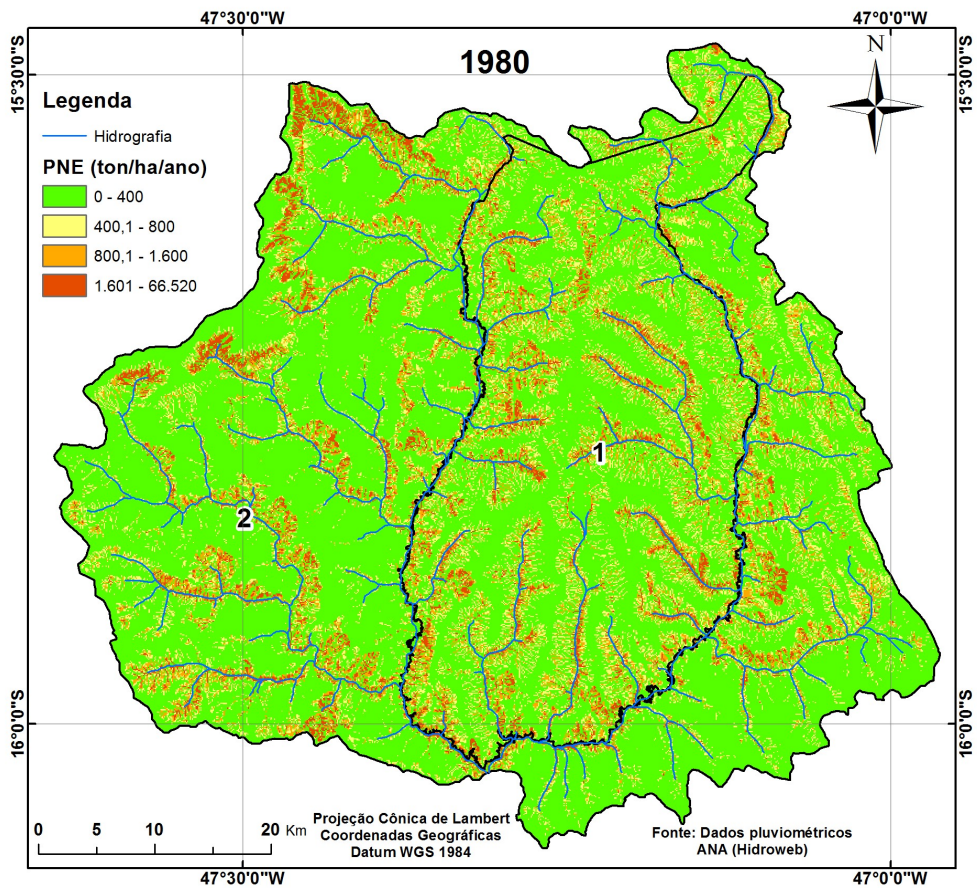 47°30'0"W
47°0'0"W
1980
N
15°30'0"S
15°30'0"S
Legenda
Hidrografia
PNE (ton/ha/ano)
0 - 400
400,1 - 800
800,1 - 1.600
1.601 - 66.520
1
2
16°0'0"S
16°0'0"S
0 5 10 20 Km
Projeção Cônica de Lambert
Coordenadas Geográficas
Datum WGS 1984
Fonte: Dados pluviométricos
ANA (Hidroweb)
47°30'0"W
47°0'0"W